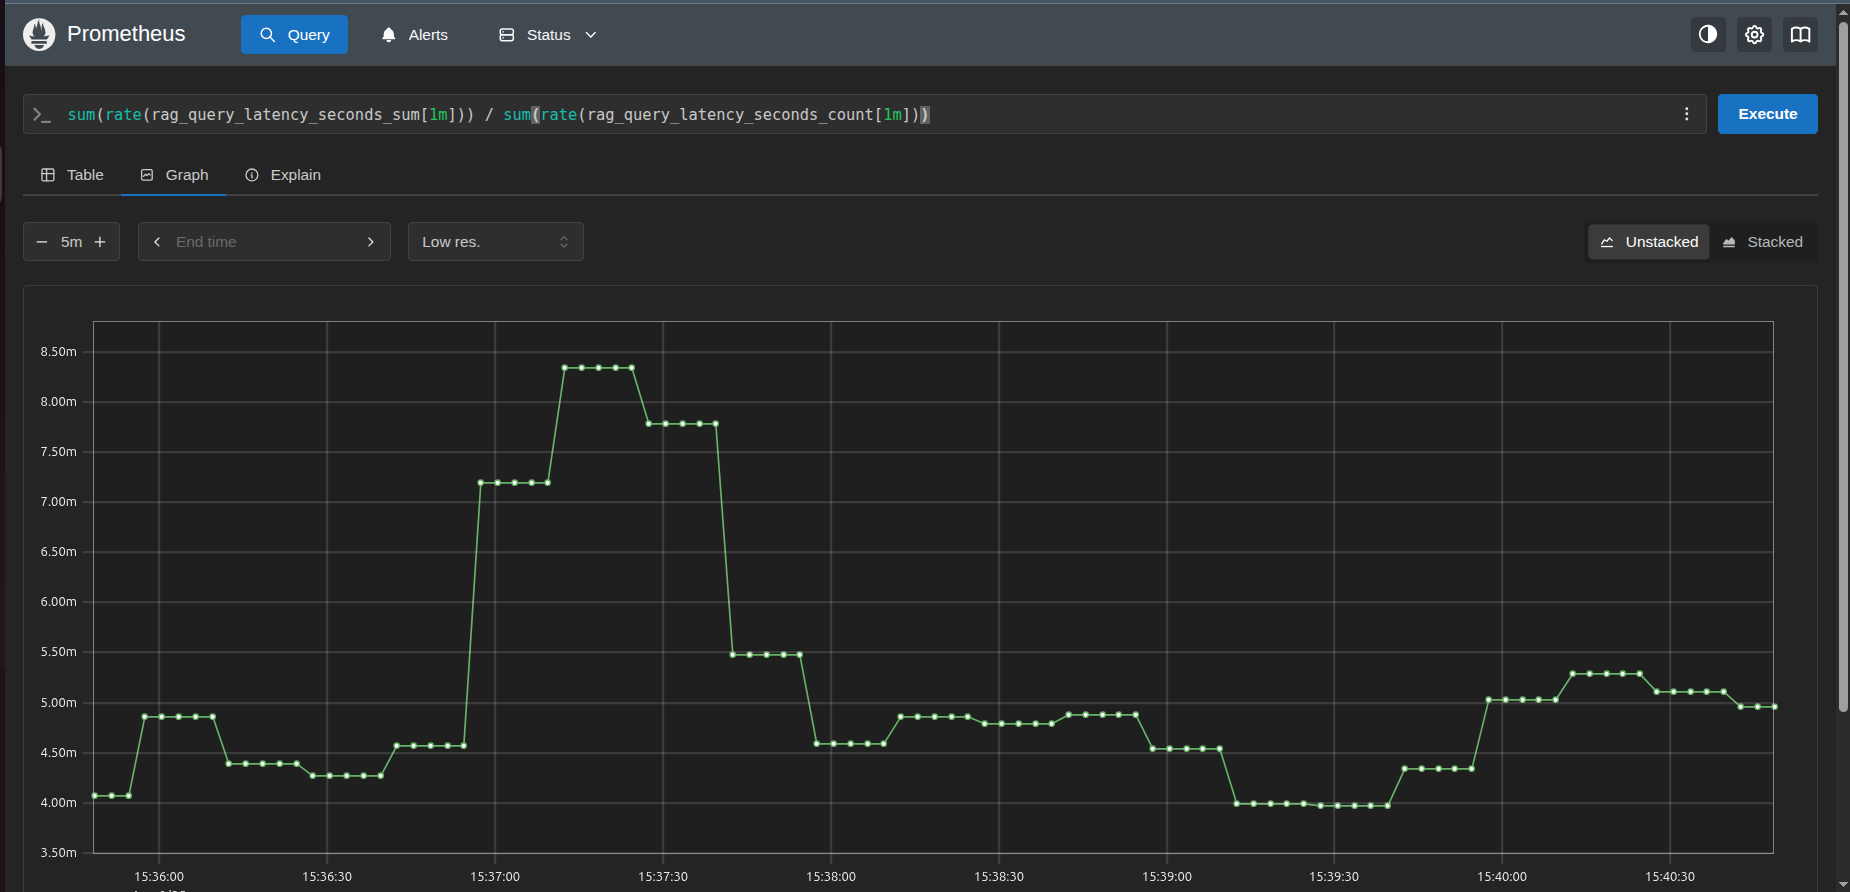 Prometheus
Query
Alerts
Status
sum(rate(rag_query_latency_seconds_sum[1m])) / sum(rate(rag_query_latency_seconds_count[1m]))
Execute
Table
Graph
Explain
5m
End time
Low res.
Unstacked
Stacked
8.50m
8.00m
7.50m
7.00m
6.50m
6.00m
5.50m
5.00m
4.50m
4.00m
3.50m
15:36:00
15:36:30
15:37:00
15:37:30
15:38:00
15:38:30
15:39:00
15:39:30
15:40:00
15:40:30